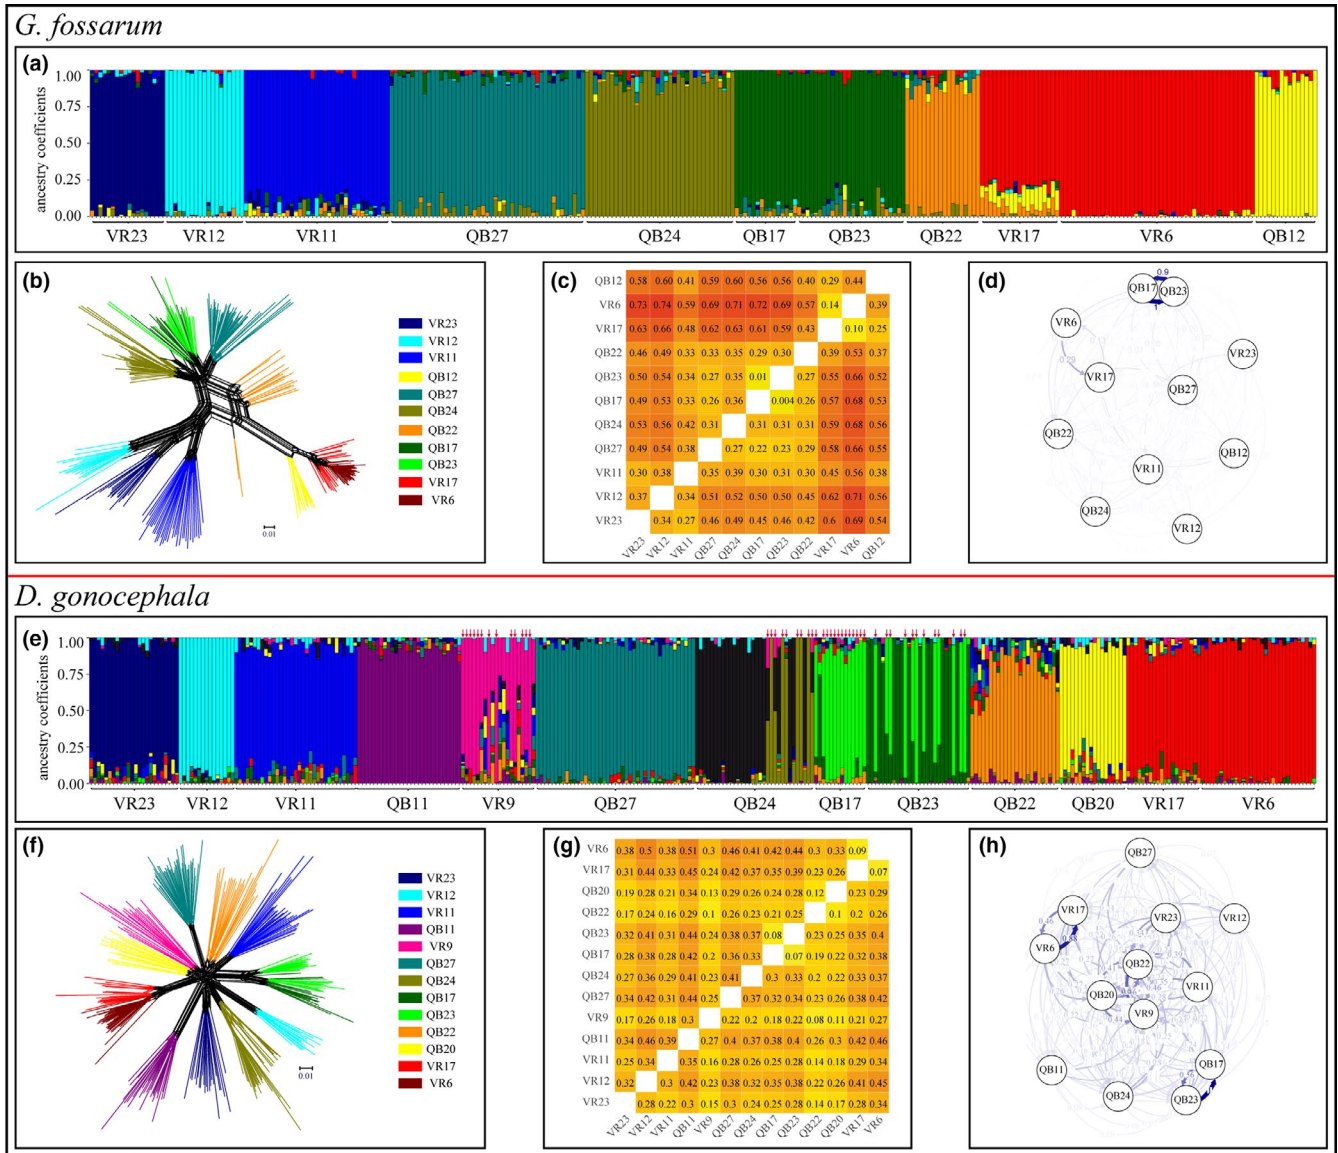 G. fossarum
(a)
1.00
0.75
0.50
0.25
0.00
ancestry coefficients
VR23 VR12 VR11 QB27 QB24 QB17 QB23 QB22 VR17 VR6 QB12
(b)
VR23
VR12
VR11
QB12
QB27
QB24
QB22
QB17
QB23
VR17
VR6
0.01
(c)
QB12 0.58 0.60 0.41 0.59 0.60 0.56 0.56 0.40 0.29 0.44
VR6 0.73 0.74 0.59 0.69 0.71 0.72 0.69 0.57 0.14 0.39
VR17 0.63 0.66 0.48 0.62 0.63 0.61 0.59 0.43 0.10 0.25
QB22 0.46 0.49 0.33 0.33 0.35 0.29 0.30 0.39 0.53 0.37
QB23 0.50 0.54 0.34 0.27 0.35 0.01 0.27 0.55 0.66 0.52
QB17 0.49 0.53 0.33 0.26 0.36 0.004 0.26 0.57 0.68 0.53
QB24 0.53 0.56 0.42 0.31 0.31 0.31 0.31 0.59 0.68 0.56
QB27 0.49 0.54 0.38 0.27 0.22 0.23 0.29 0.58 0.66 0.55
VR11 0.30 0.38 0.35 0.39 0.30 0.31 0.30 0.45 0.56 0.38
VR12 0.37 0.34 0.51 0.52 0.50 0.50 0.45 0.62 0.71 0.56
VR23 0.34 0.27 0.46 0.49 0.45 0.46 0.42 0.6 0.69 0.54
VR23 VR12 VR11 QB27 QB24 QB17 QB23 QB22 VR17 VR6 QB12
(d)
0.9
QB17 QB23
1
VR6
0.29
VR17
VR23
QB27
QB22
QB12
VR11
QB24
VR12
D. gonocephala
(e)
1.00
0.75
0.50
0.25
0.00
ancestry coefficients
VR23 VR12 VR11 QB11 VR9 QB27 QB24 QB17 QB23 QB22 QB20 VR17 VR6
(f)
VR23
VR12
VR11
QB11
VR9
QB27
QB24
QB17
QB23
QB22
QB20
VR17
VR6
0.01
(g)
VR6 0.38 0.5 0.38 0.51 0.3 0.46 0.41 0.42 0.44 0.3 0.33 0.09
VR17 0.31 0.44 0.33 0.45 0.24 0.42 0.37 0.35 0.39 0.23 0.26 0.07
QB20 0.19 0.28 0.21 0.34 0.13 0.29 0.26 0.24 0.28 0.12 0.23 0.29
QB22 0.17 0.24 0.16 0.29 0.1 0.26 0.23 0.21 0.25 0.1 0.2 0.26
QB23 0.32 0.41 0.31 0.44 0.24 0.38 0.37 0.08 0.23 0.25 0.35 0.4
QB17 0.28 0.38 0.28 0.42 0.2 0.36 0.33 0.07 0.19 0.22 0.32 0.38
QB24 0.27 0.36 0.29 0.41 0.23 0.41 0.3 0.33 0.2 0.22 0.33 0.37
QB27 0.34 0.42 0.31 0.44 0.25 0.37 0.32 0.34 0.23 0.26 0.38 0.42
VR9 0.17 0.26 0.18 0.3 0.22 0.2 0.18 0.22 0.08 0.11 0.21 0.27
QB11 0.34 0.46 0.39 0.27 0.4 0.37 0.38 0.4 0.26 0.3 0.42 0.46
VR11 0.25 0.34 0.35 0.16 0.28 0.26 0.25 0.28 0.14 0.18 0.29 0.34
VR12 0.32 0.3 0.42 0.23 0.38 0.32 0.35 0.38 0.22 0.26 0.41 0.45
VR23 0.28 0.22 0.3 0.15 0.3 0.24 0.25 0.28 0.14 0.17 0.28 0.34
VR23 VR12 VR11 QB11 VR9 QB27 QB24 QB17 QB23 QB22 QB20 VR17 VR6
(h)
QB27
VR17
VR23
VR12
0.46
VR6
QB22
VR11
QB20
VR9
QB11
QB17
QB24
QB23